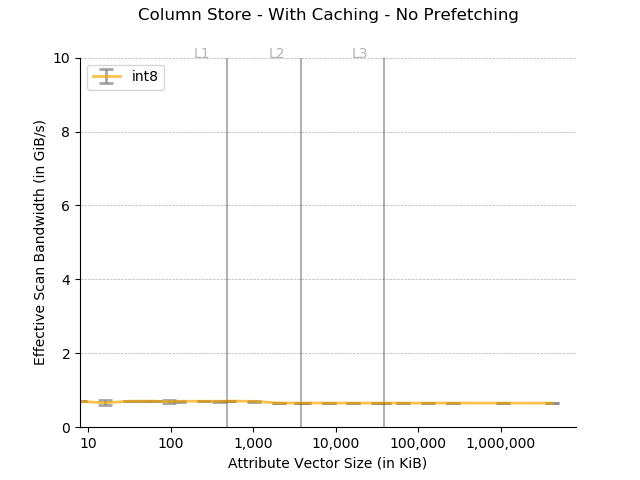 Column Store - With Caching - No Prefetching
L1 L2 L3
int8
10
8
6
4
2
0
Effective Scan Bandwidth (in GiB/s)
10 100 1,000 10,000 100,000 1,000,000
Attribute Vector Size (in KiB)